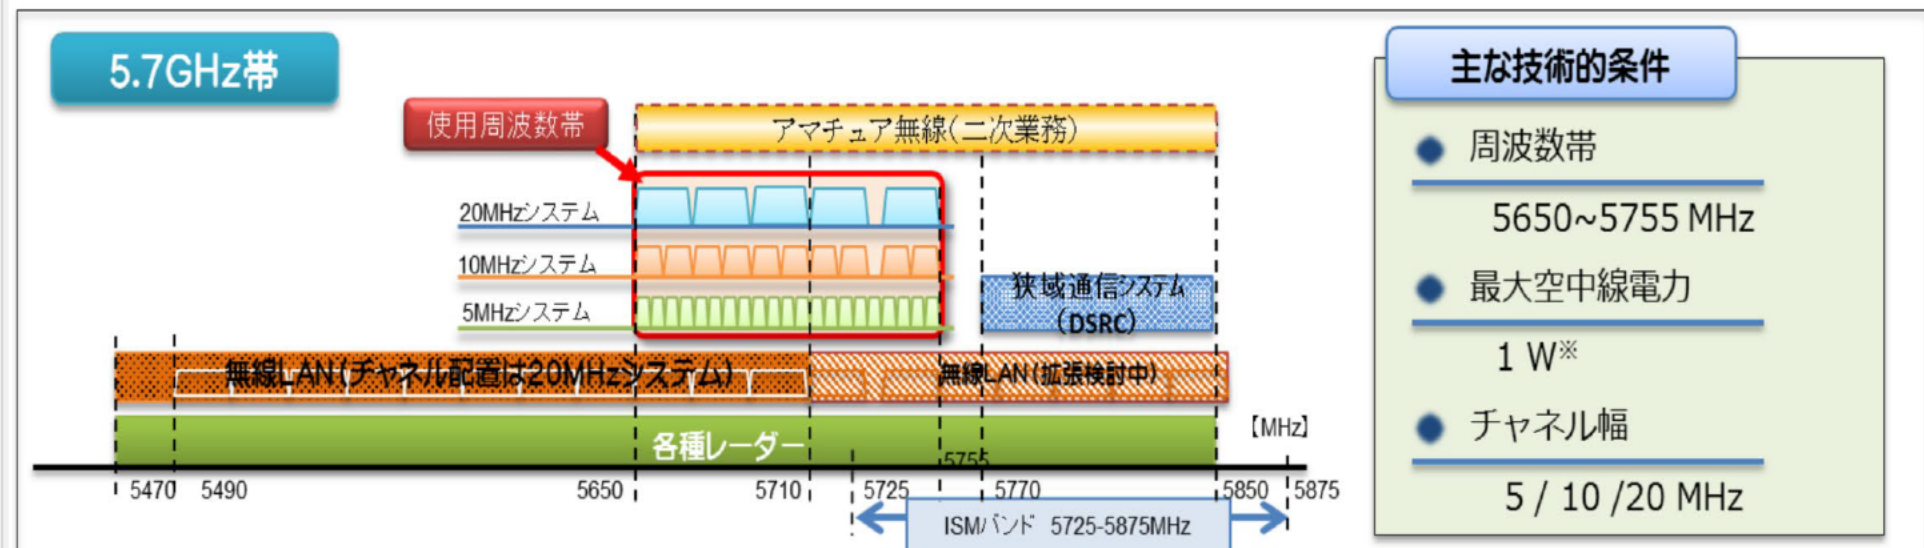 5.7GHz帯
使用周波数帯
アマチュア無線(二次業務)
20MHzシステム
10MHzシステム
5MHzシステム
狭域通信システム
(DSRC)
無線LAN(チャネル配置は20MHzシステム)
無線LAN(拡張検討中)
各種レーダー
【MHz】
5755
5470 5490 5650 5710 5725 5770 5850 5875
ISMバンド 5725-5875MHz
主な技術的条件
周波数帯
5650~5755 MHz
最大空中線電力
1 W※
チャネル幅
5 / 10 /20 MHz